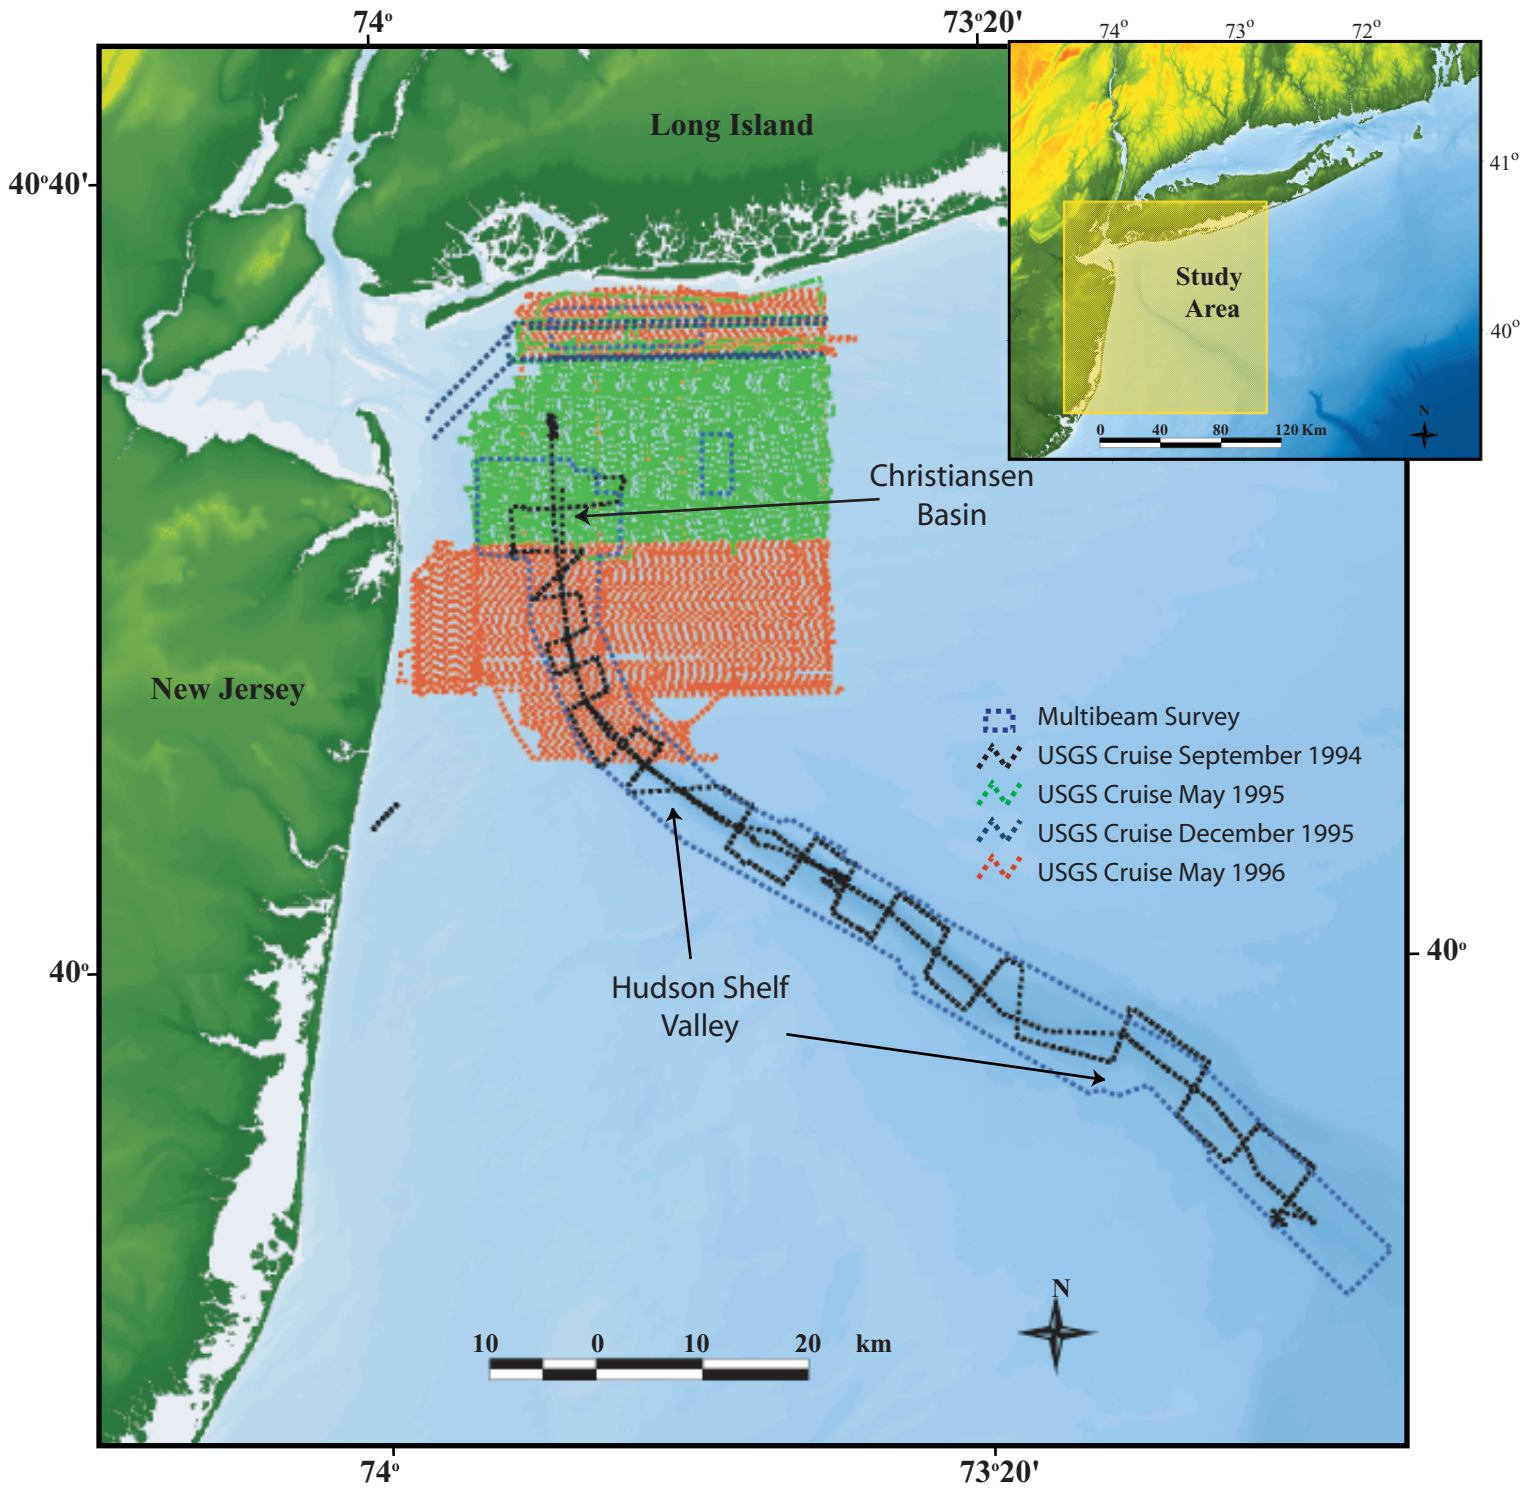 74°
73°20'
74°
73°
72°
Long Island
40°40'
41°
40°
Study
Area
N
0 40 80 120 Km
Christiansen
Basin
New Jersey
Multibeam Survey
USGS Cruise September 1994
USGS Cruise May 1995
USGS Cruise December 1995
USGS Cruise May 1996
40°
40°
Hudson Shelf
Valley
N
10 0 10 20 km
74°
73°20'